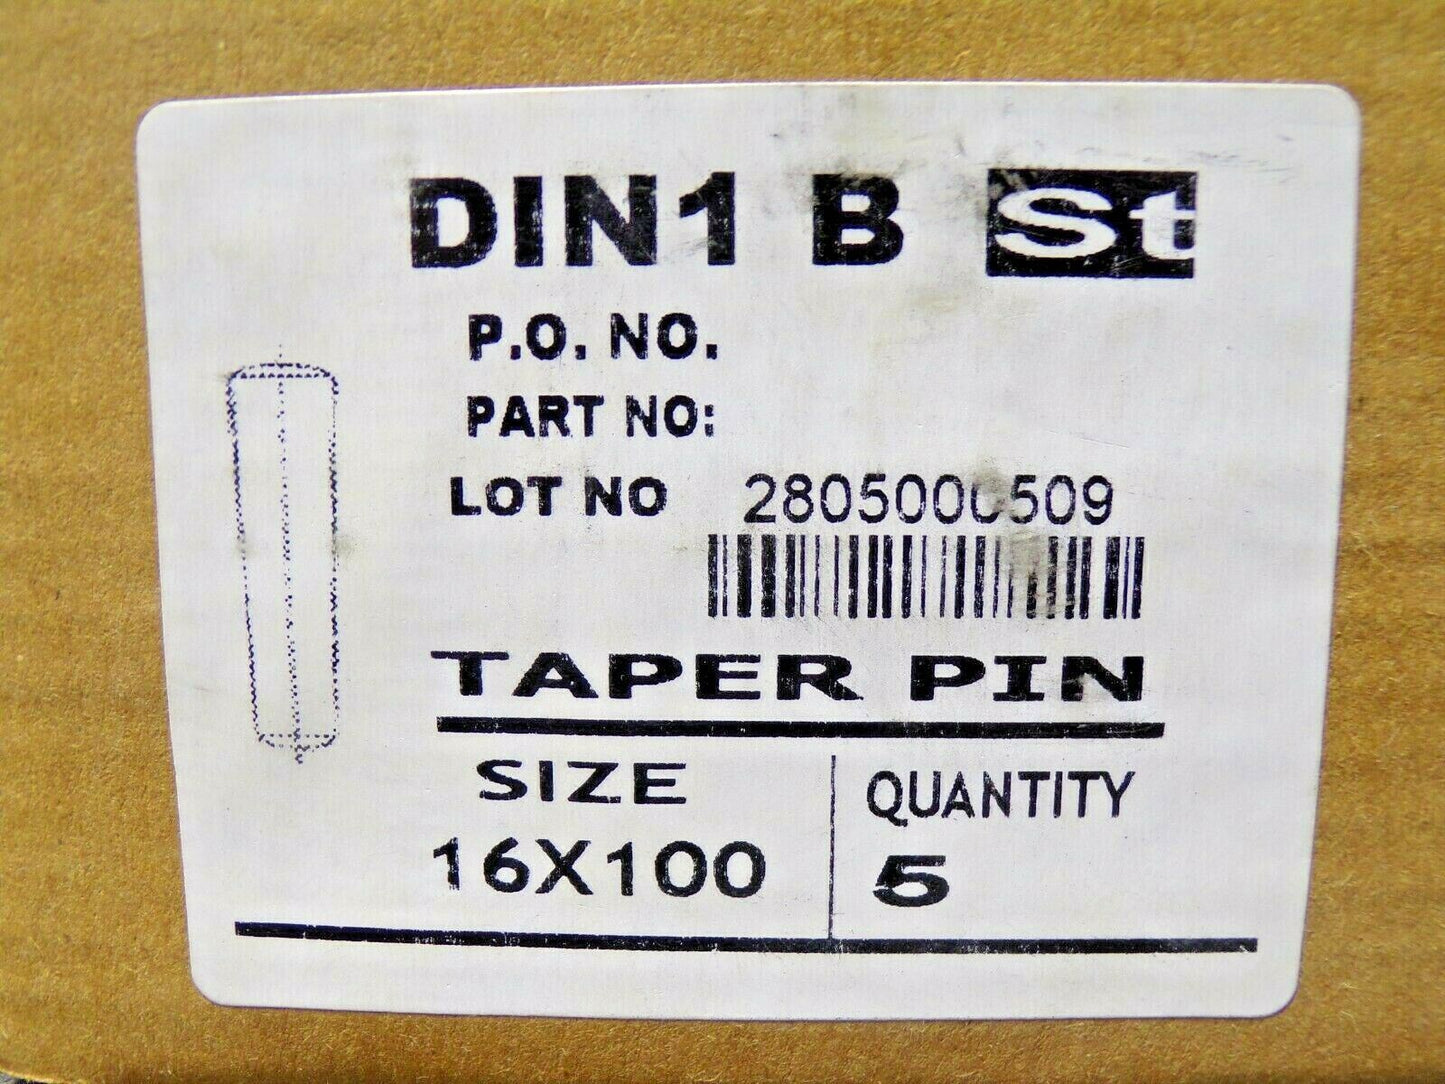 DIN1 B St
P.O. NO.
PART NO:
LOT NO 2805000509
TAPER PIN
SIZE QUANTITY
16X100 5